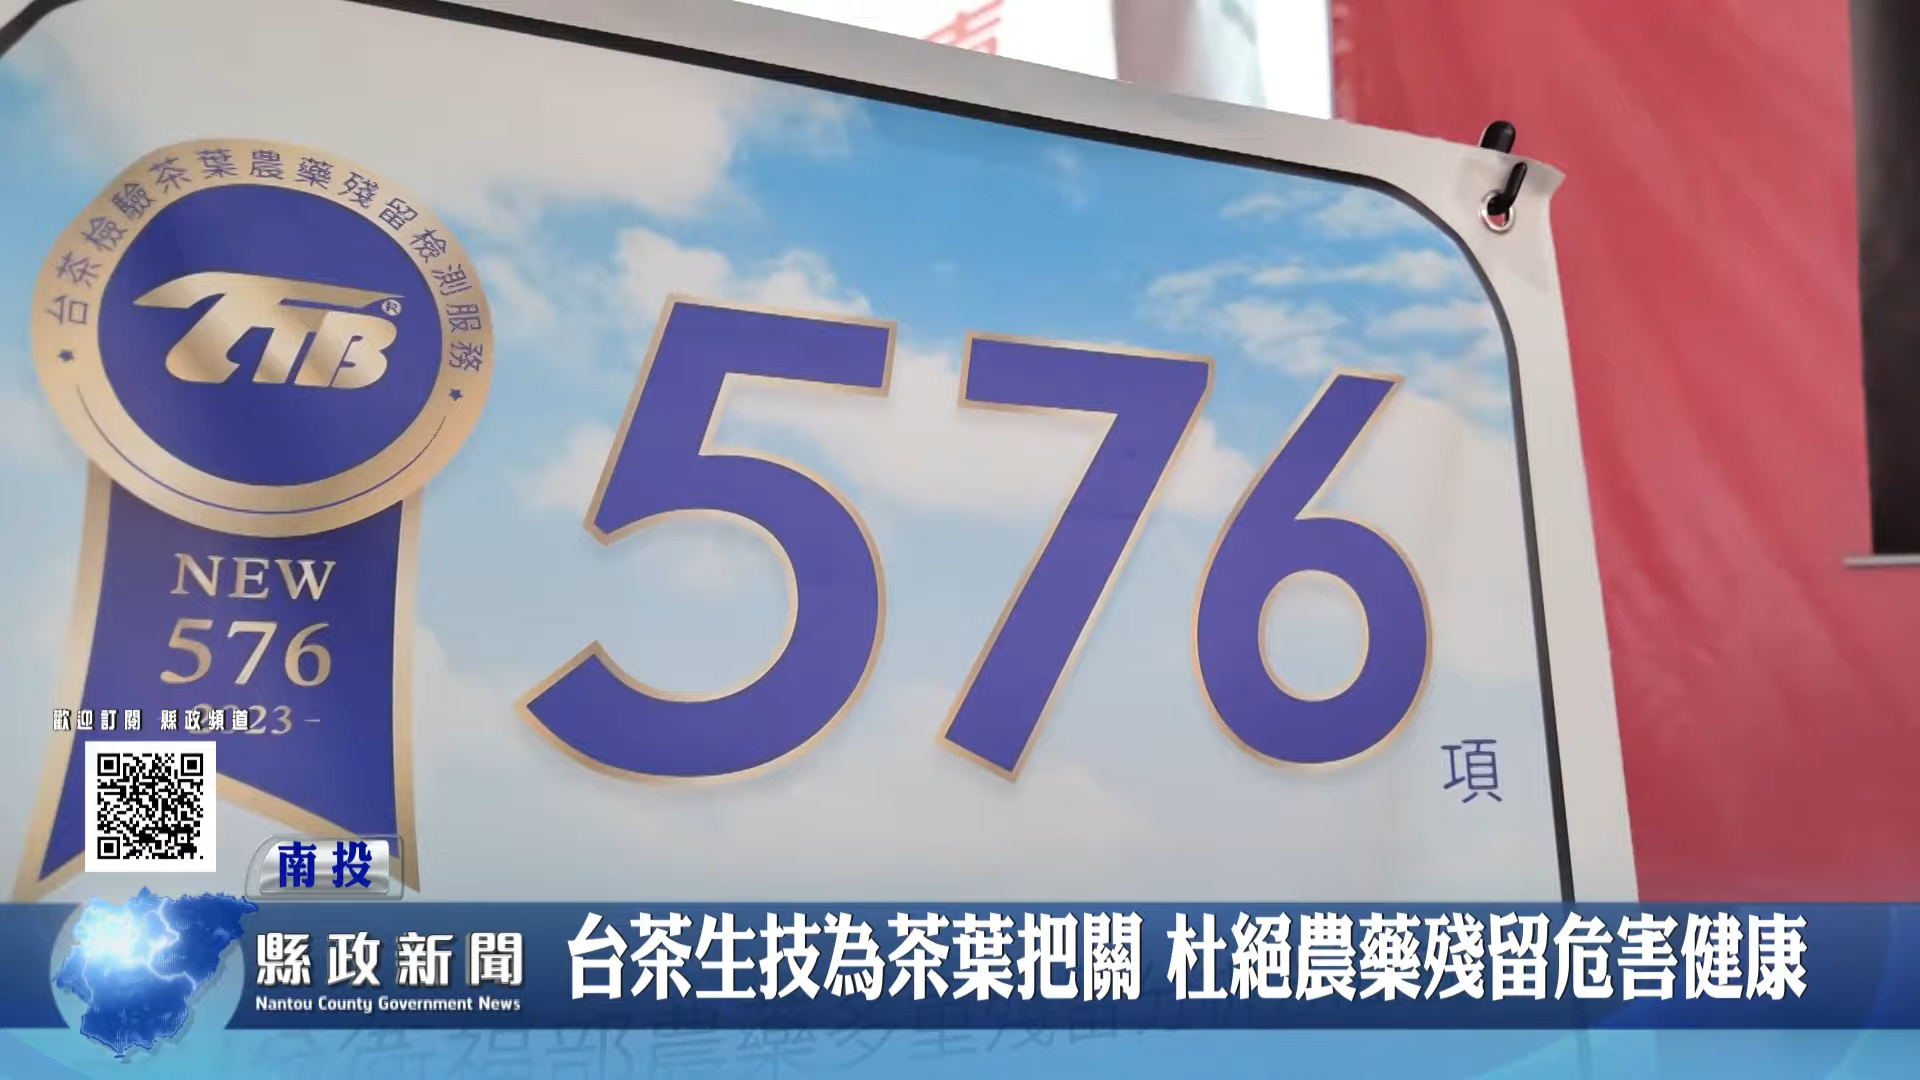 台茶檢驗茶葉農藥殘留檢測服務
TTB
576
NEW
576
2023 -
項
歡迎訂閱 縣政頻道
南投
縣政新聞
Nantou County Government News
台茶生技為茶葉把關 杜絕農藥殘留危害健康